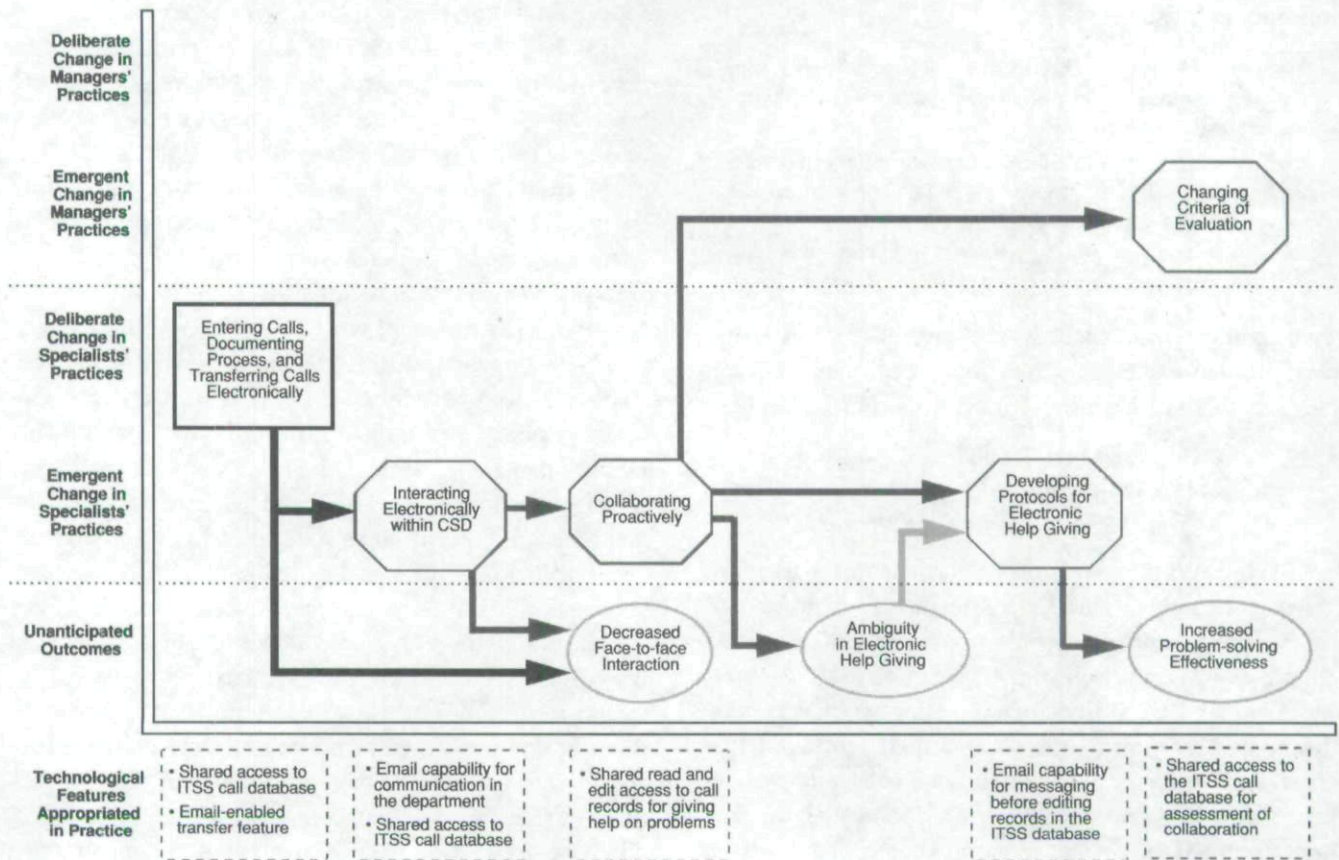 Deliberate
Change in
Managers'
Practices
Emergent
Change in
Managers'
Practices
Changing
Criteria of
Evaluation
Deliberate
Change in
Specialists'
Practices
Entering Calls,
Documenting
Process, and
Transferring Calls
Electronically
Emergent
Change in
Specialists'
Practices
Interacting
Electronically
within CSD
Collaborating
Proactively
Developing
Protocols for
Electronic
Help Giving
Unanticipated
Outcomes
Decreased
Face-to-face
Interaction
Ambiguity
in Electronic
Help Giving
Increased
Problem-solving
Effectiveness
Technological
Features
Appropriated
in Practice
• Shared access to
ITSS call database
• Email-enabled
transfer feature
• Email capability for
communication in
the department
• Shared access to
ITSS call database
• Shared read and
edit access to call
records for giving
help on problems
• Email capability
for messaging
before editing
records in the
ITSS database
• Shared access to
the ITSS call
database for
assessment of
collaboration